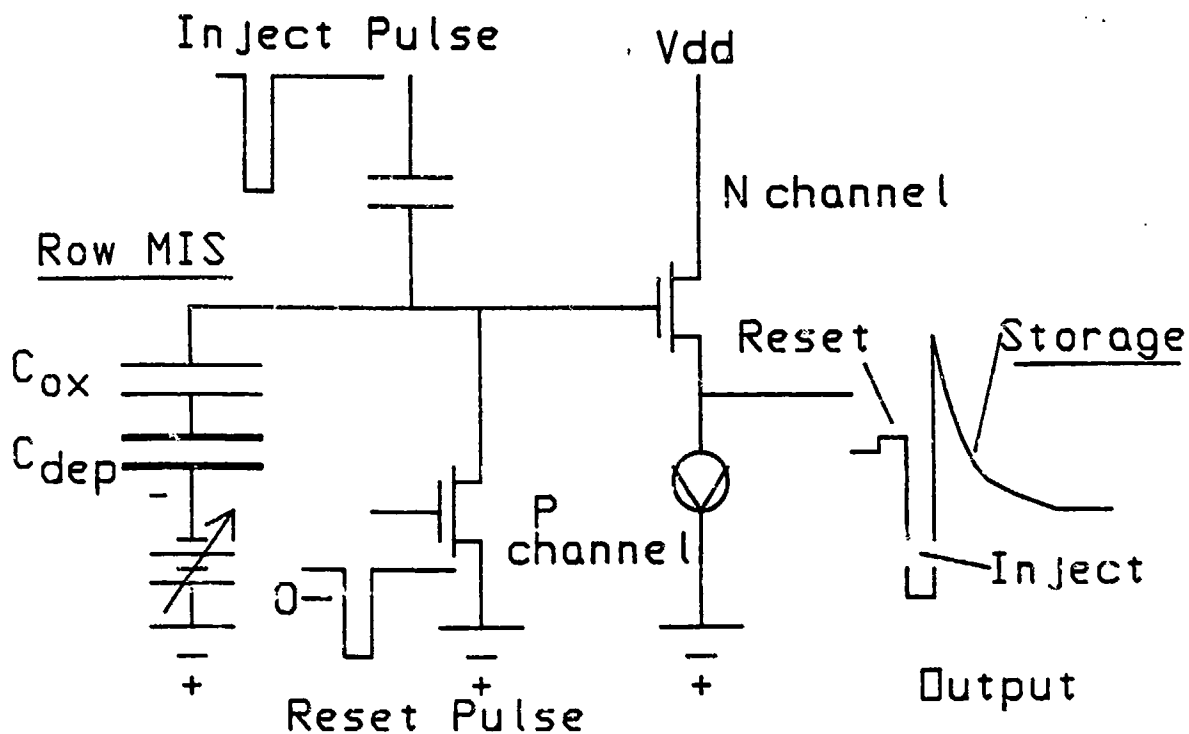 Inject Pulse
Vdd
N channel
Row MIS
Reset
Storage
Cox
Cdep
-
P
channel
0-
Inject
-
+
-
+
-
+
Reset Pulse
Output